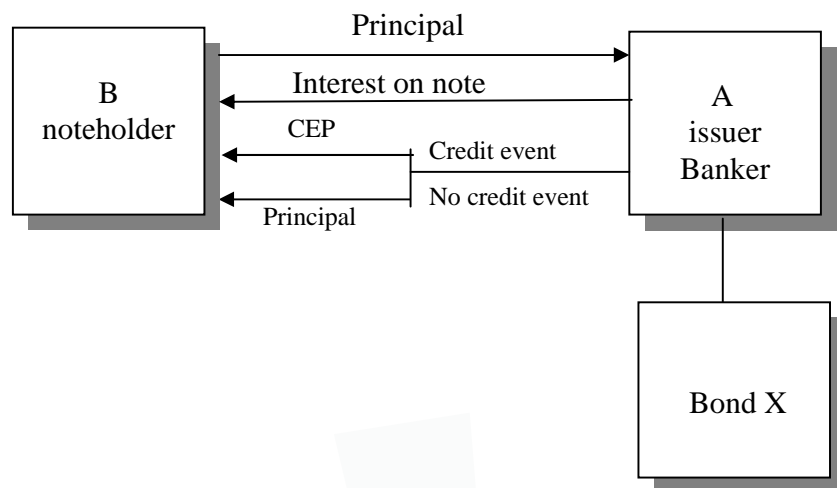 Principal
B
noteholder
Interest on note
A
issuer
Banker
CEP
Credit event
No credit event
Principal
Bond X